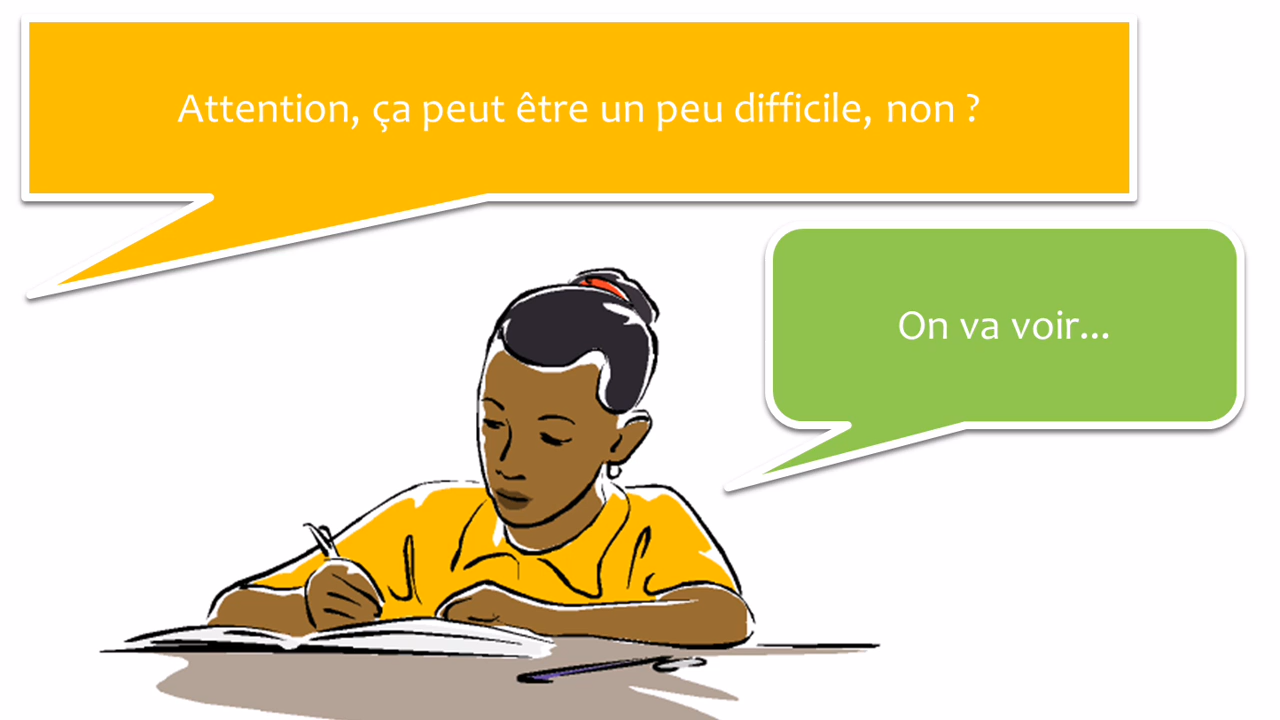 Attention, ça peut être un peu difficile, non ?
On va voir...